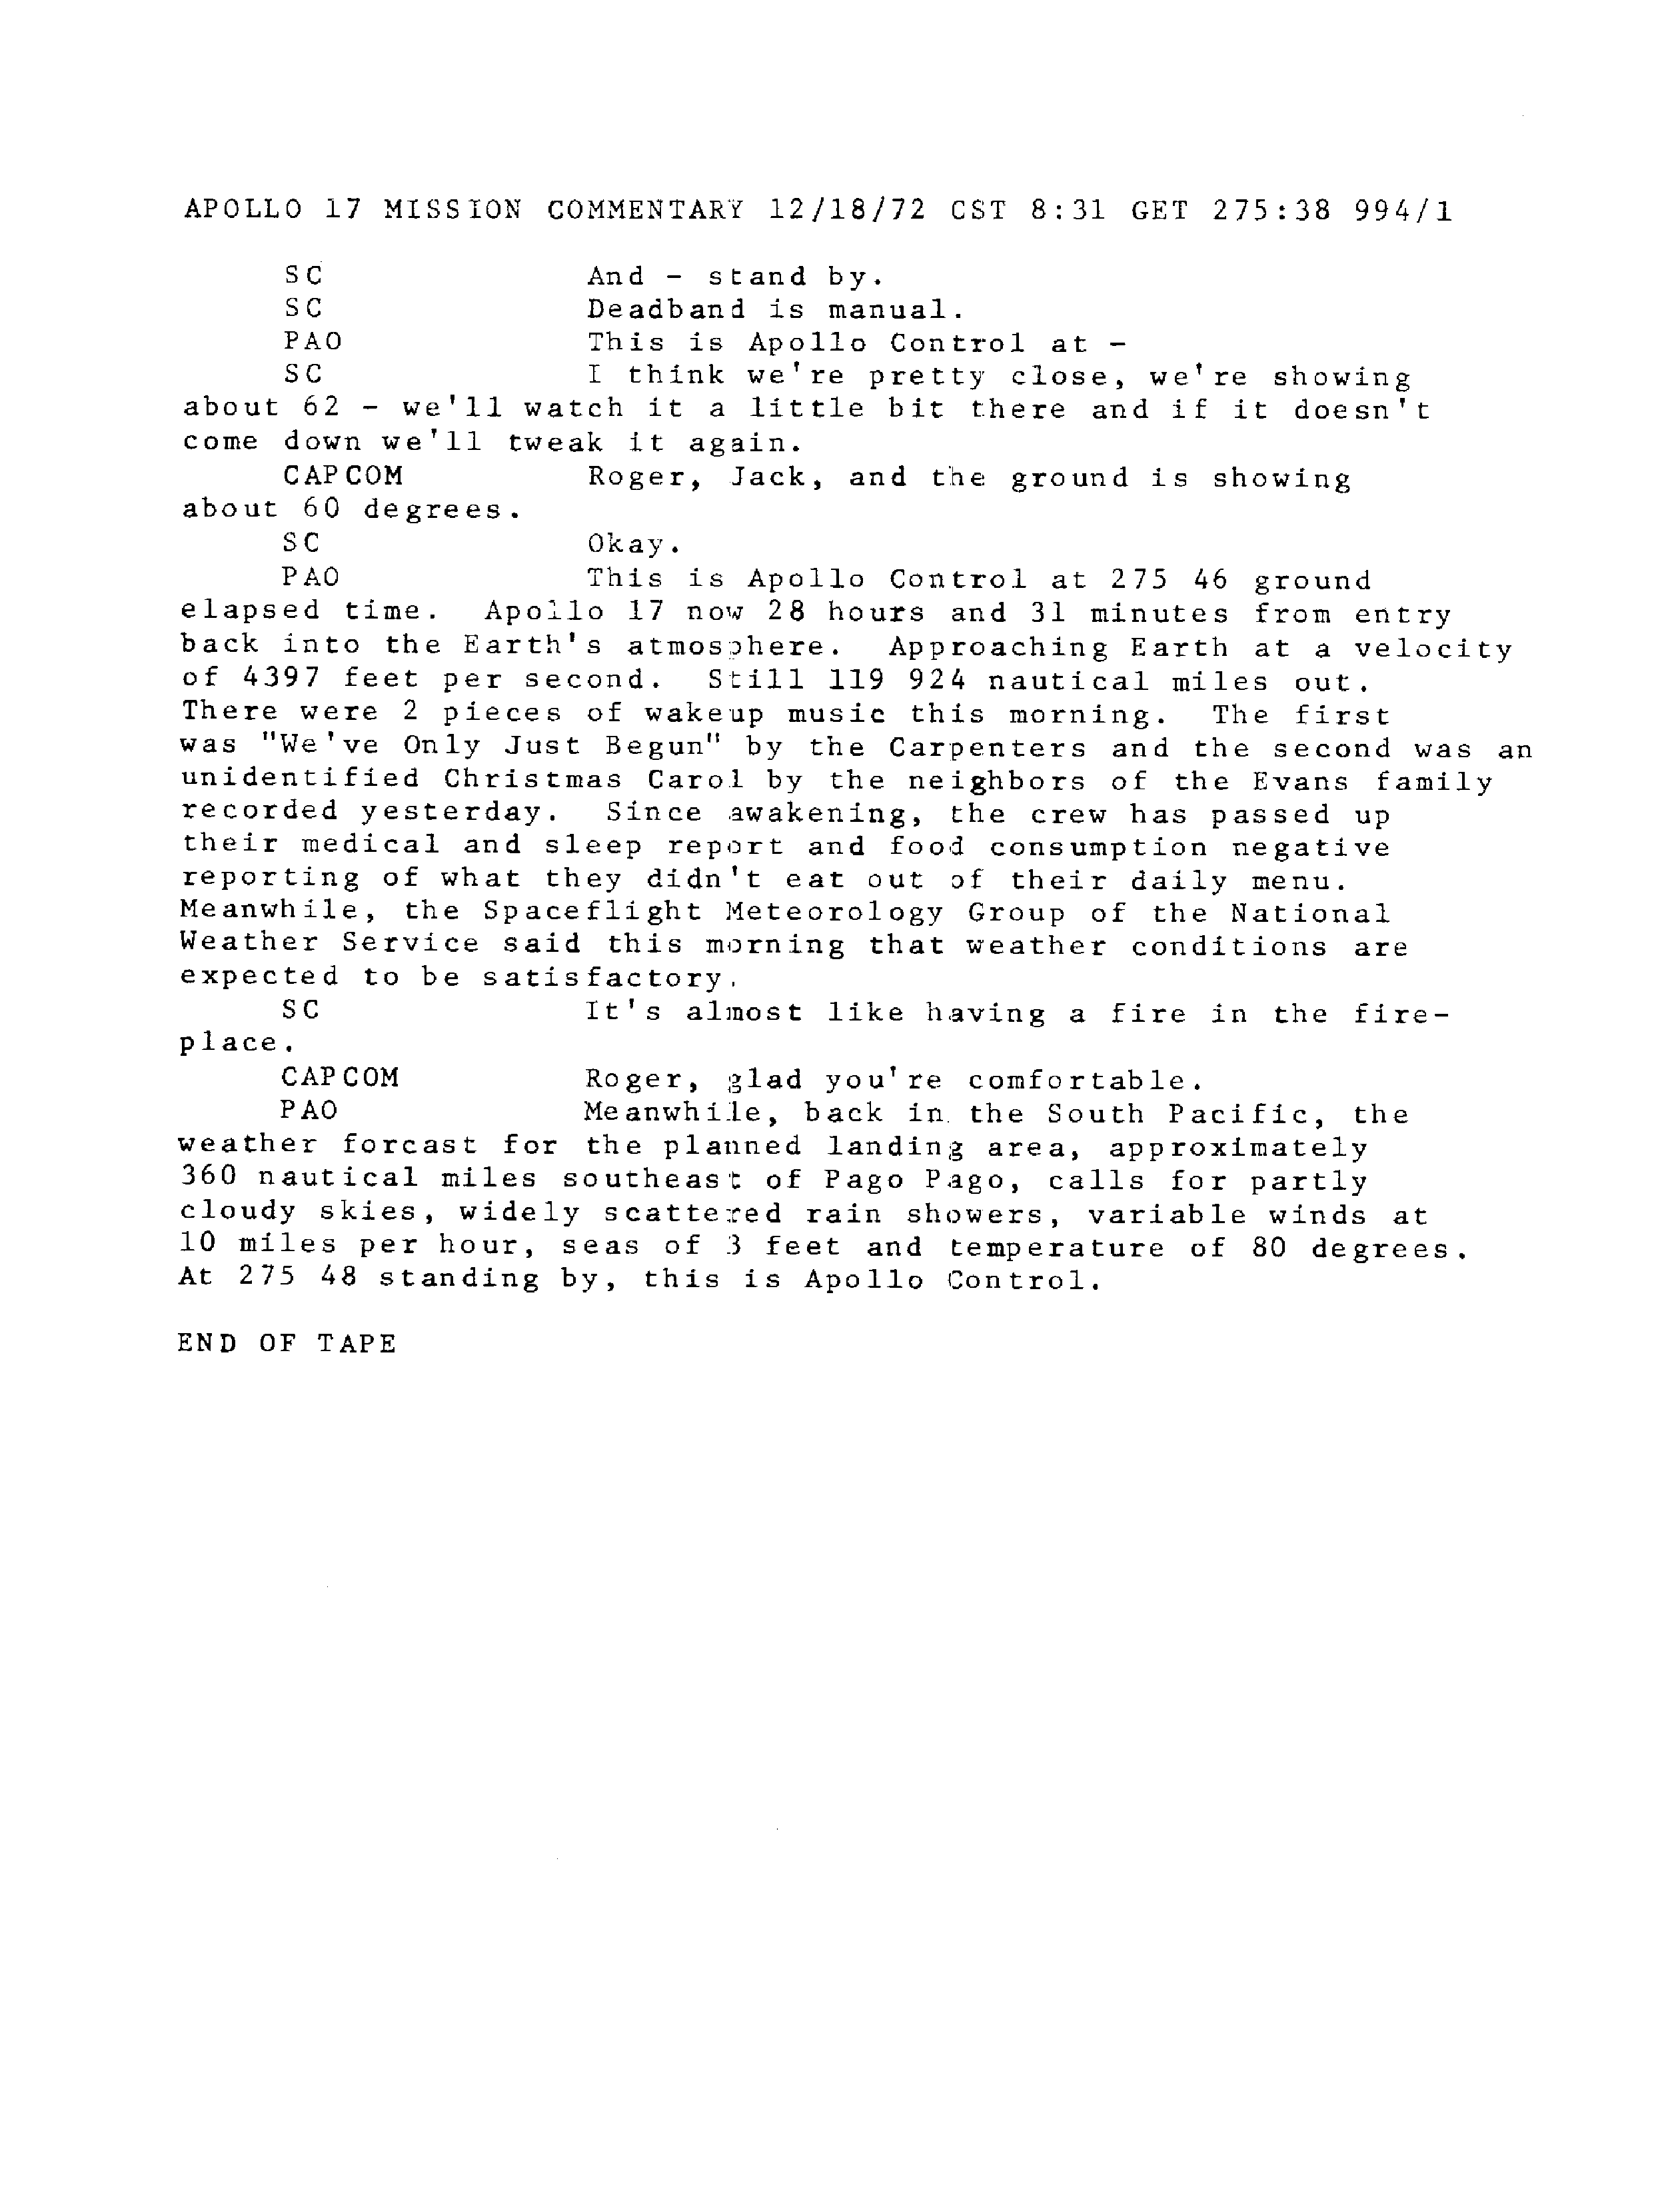 APOLLO 17 MISSION COMMENTARY 12/18/72 CST 8:31 GET 275:38 994/1
SC And - stand by.
SC Deadband is manual.
PAO This is Apollo Control at -
SC I think we're pretty close, we're showing
about 62 - we'll watch it a little bit there and if it doesn't
come down we'll tweak it again.
CAPCOM Roger, Jack, and the ground is showing
about 60 degrees.
SC Okay.
PAO This is Apollo Control at 275 46 ground
elapsed time. Apollo 17 now 28 hours and 31 minutes from entry
back into the Earth's atmosphere. Approaching Earth at a velocity
of 4397 feet per second. Still 119 924 nautical miles out.
There were 2 pieces of wakeup music this morning. The first
was "We've Only Just Begun" by the Carpenters and the second was an
unidentified Christmas Carol by the neighbors of the Evans family
recorded yesterday. Since awakening, the crew has passed up
their medical and sleep report and food consumption negative
reporting of what they didn't eat out of their daily menu.
Meanwhile, the Spaceflight Meteorology Group of the National
Weather Service said this morning that weather conditions are
expected to be satisfactory.
SC It's almost like having a fire in the fire-
place.
CAPCOM Roger, glad you're comfortable.
PAO Meanwhile, back in the South Pacific, the
weather forcast for the planned landing area, approximately
360 nautical miles southeast of Pago Pago, calls for partly
cloudy skies, widely scattered rain showers, variable winds at
10 miles per hour, seas of 3 feet and temperature of 80 degrees.
At 275 48 standing by, this is Apollo Control.
END OF TAPE